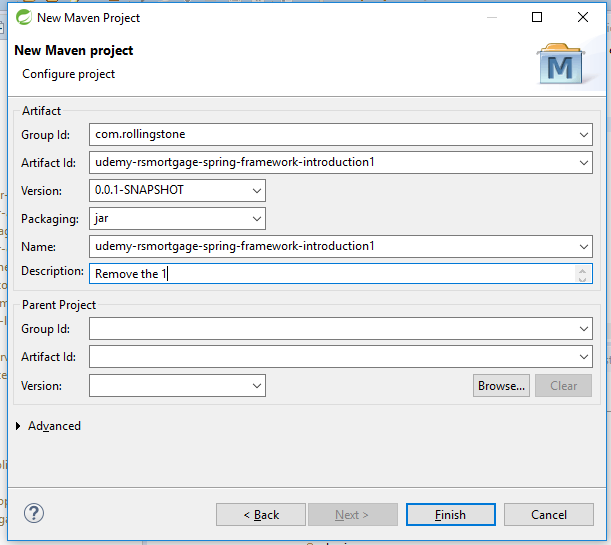 New Maven Project
New Maven project
Configure project
M
Artifact
Group Id: com.rollingstone
Artifact Id: udemy-rsmortgage-spring-framework-introduction1
Version: 0.0.1-SNAPSHOT
Packaging: jar
Name: udemy-rsmortgage-spring-framework-introduction1
Description: Remove the 1
Parent Project
Group Id:
Artifact Id:
Version: Browse... Clear
Advanced
? < Back Next > Finish Cancel